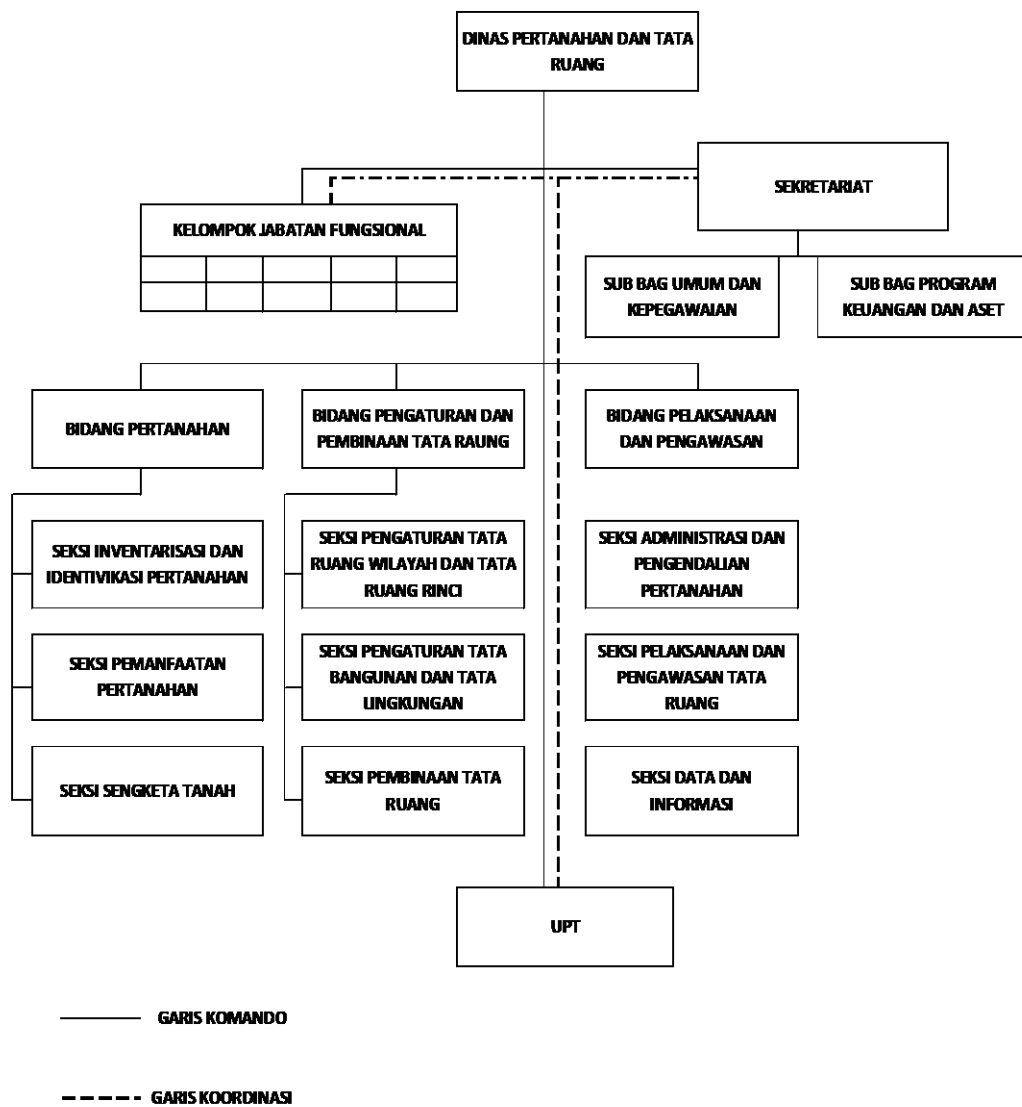 DINAS PERTANAHAN DAN TATA
RUANG
SEKRETARIAT
KELOMPOK JABATAN FUNGSIONAL
SUB BAG UMUM DAN
KEPEGAWAIAN
SUB BAG PROGRAM
KEUANGAN DAN ASET
BIDANG PERTANAHAN
BIDANG PENGATURAN DAN
PEMBINAAN TATA RAUNG
BIDANG PELAKSANAAN
DAN PENGAWASAN
SEKSI INVENTARISASI DAN
IDENTIVIKASI PERTANAHAN
SEKSI PENGATURAN TATA
RUANG WILAYAH DAN TATA
RUANG RINCI
SEKSI ADMINISTRASI DAN
PENGENDALIAN
PERTANAHAN
SEKSI PEMANFAATAN
PERTANAHAN
SEKSI PENGATURAN TATA
BANGUNAN DAN TATA
LINGKUNGAN
SEKSI PELAKSANAAN DAN
PENGAWASAN TATA
RUANG
SEKSI SENGKETA TANAH
SEKSI PEMBINAAN TATA
RUANG
SEKSI DATA DAN
INFORMASI
UPT
GARIS KOMANDO
GARIS KOORDINASI